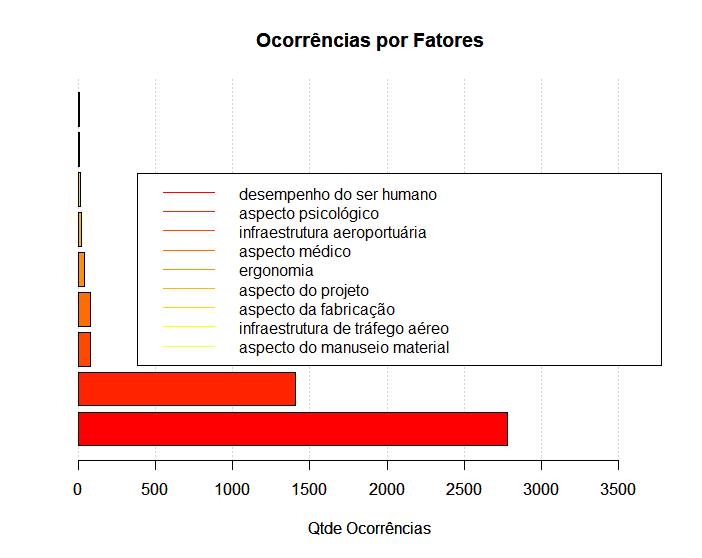 Ocorrências por Fatores
desempenho do ser humano
aspecto psicológico
infraestrutura aeroportuária
aspecto médico
ergonomia
aspecto do projeto
aspecto da fabricação
infraestrutura de tráfego aéreo
aspecto do manuseio material
0 500 1000 1500 2000 2500 3000 3500
Qtde Ocorrências